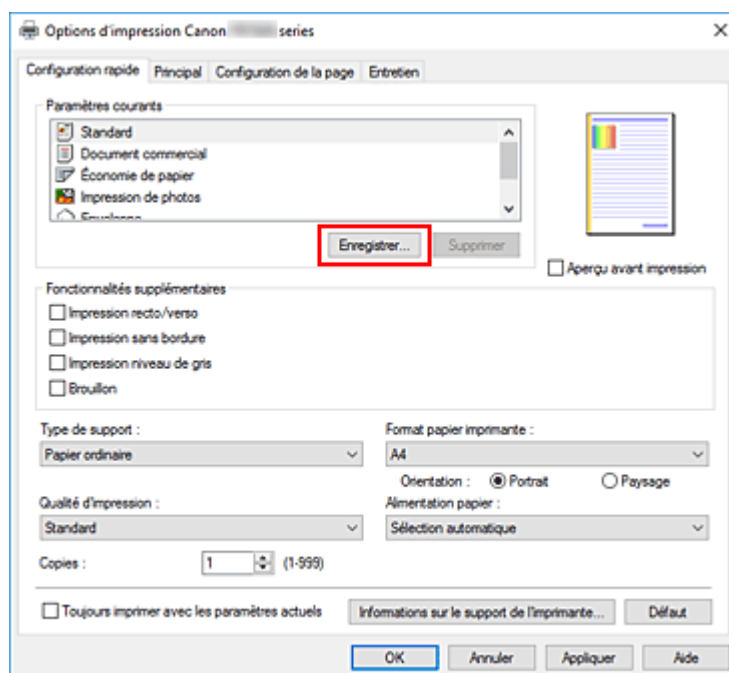 Options d'impression Canon series
Configuration rapide Principal Configuration de la page Entretien
Paramètres courants
Standard
Document commercial
Économie de papier
Impression de photos
Enregistrer... Supprimer
Aperçu avant impression
Fonctionnalités supplémentaires
Impression recto/verso
Impression sans bordure
Impression niveau de gris
Brouillon
Type de support :
Papier ordinaire
Format papier imprimante :
A4
Orientation : Portrait Paysage
Qualité d'impression :
Standard
Alimentation papier :
Sélection automatique
Copies : 1 (1-999)
Toujours imprimer avec les paramètres actuels Informations sur le support de l'imprimante... Défaut
OK Annuler Appliquer Aide